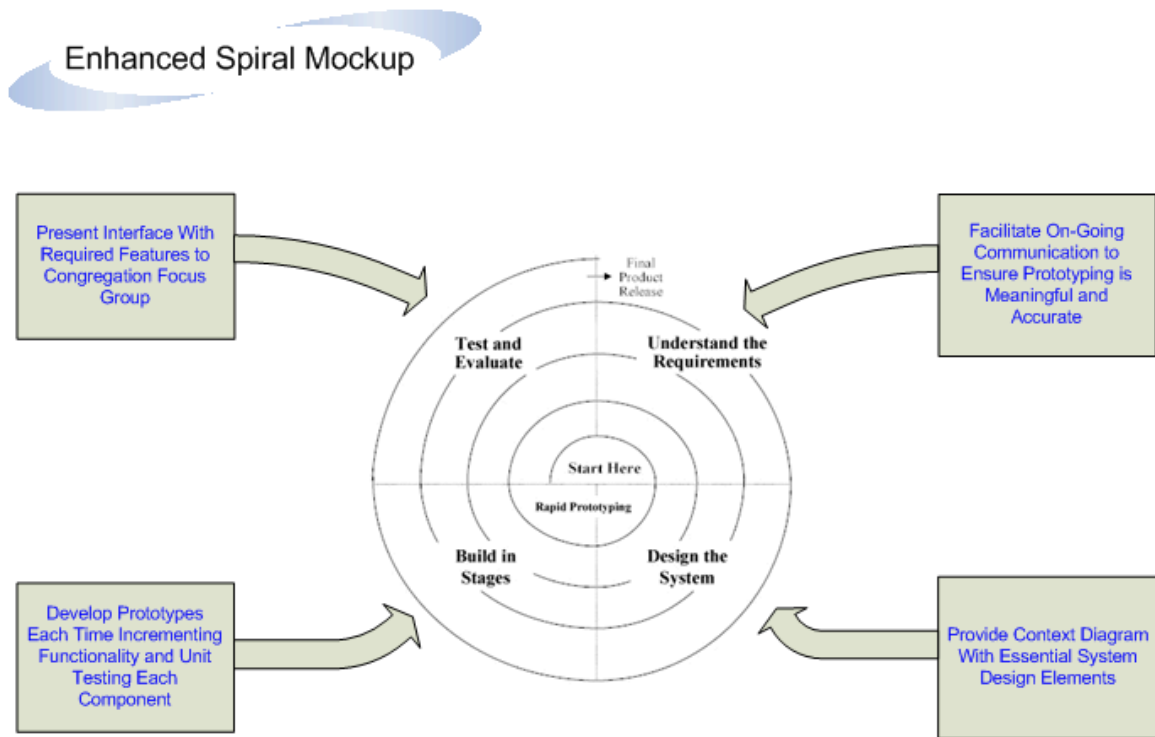 Enhanced Spiral Mockup
Present Interface With
Required Features to
Congregation Focus
Group
Facilitate On-Going
Communication to
Ensure Prototyping is
Meaningful and
Accurate
Final
Product
Release
Test and
Evaluate
Understand the
Requirements
Start Here
Rapid Prototyping
Build in
Stages
Design the
System
Develop Prototypes
Each Time Incrementing
Functionality and Unit
Testing Each
Component
Provide Context Diagram
With Essential System
Design Elements